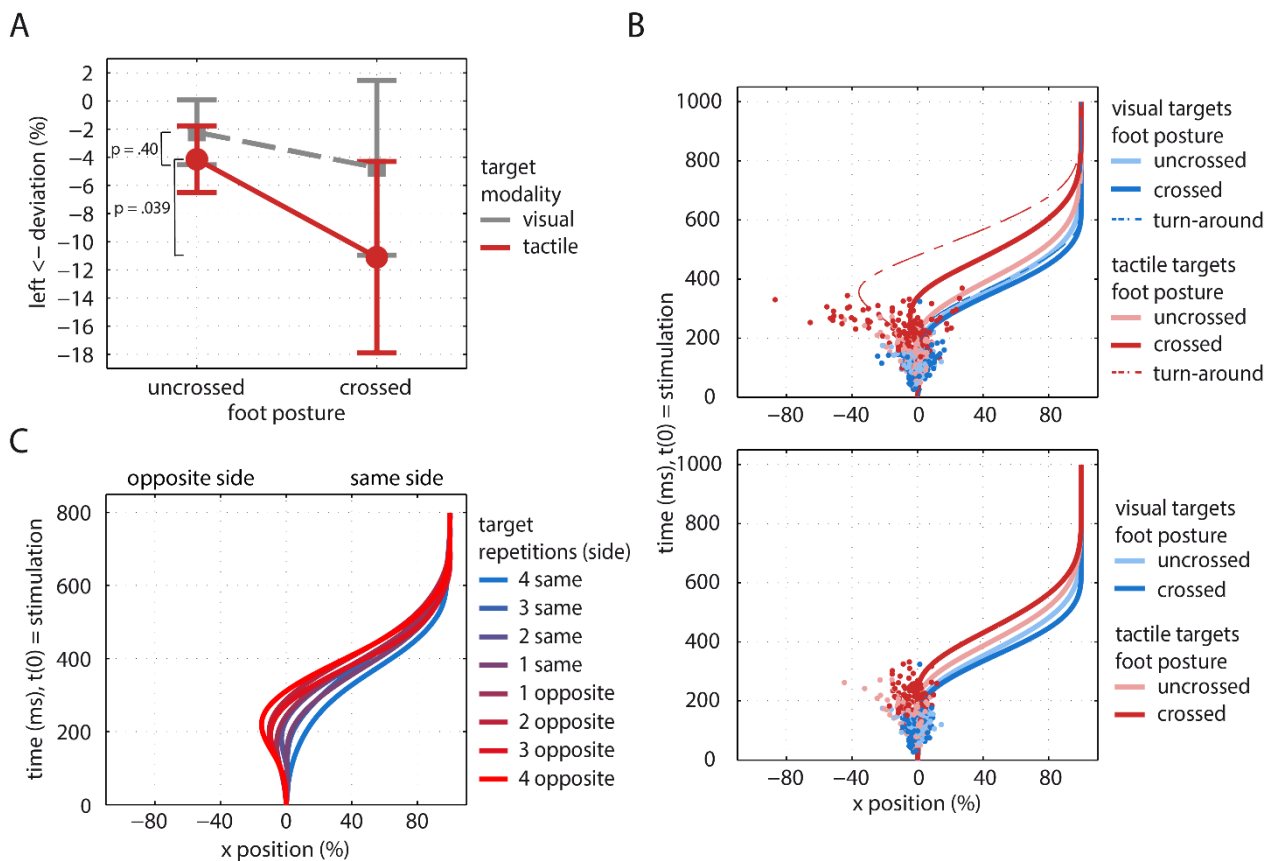 A
left <– deviation (%)
2
0
−2
−4
−6
−8
−10
−12
−14
−16
−18
p = .40
p = .039
uncrossed
crossed
foot posture
target
modality
visual
tactile
B
time (ms), t(0) = stimulation
1000
800
600
400
200
0
−80
−40
0
40
80
visual targets
foot posture
uncrossed
crossed
turn-around
tactile targets
foot posture
uncrossed
crossed
turn-around
1000
800
600
400
200
0
−80
−40
0
40
80
x position (%)
visual targets
foot posture
uncrossed
crossed
tactile targets
foot posture
uncrossed
crossed
C
opposite side
same side
time (ms), t(0) = stimulation
800
600
400
200
0
−80
−40
0
40
80
x position (%)
target
repetitions (side)
4 same
3 same
2 same
1 same
1 opposite
2 opposite
3 opposite
4 opposite